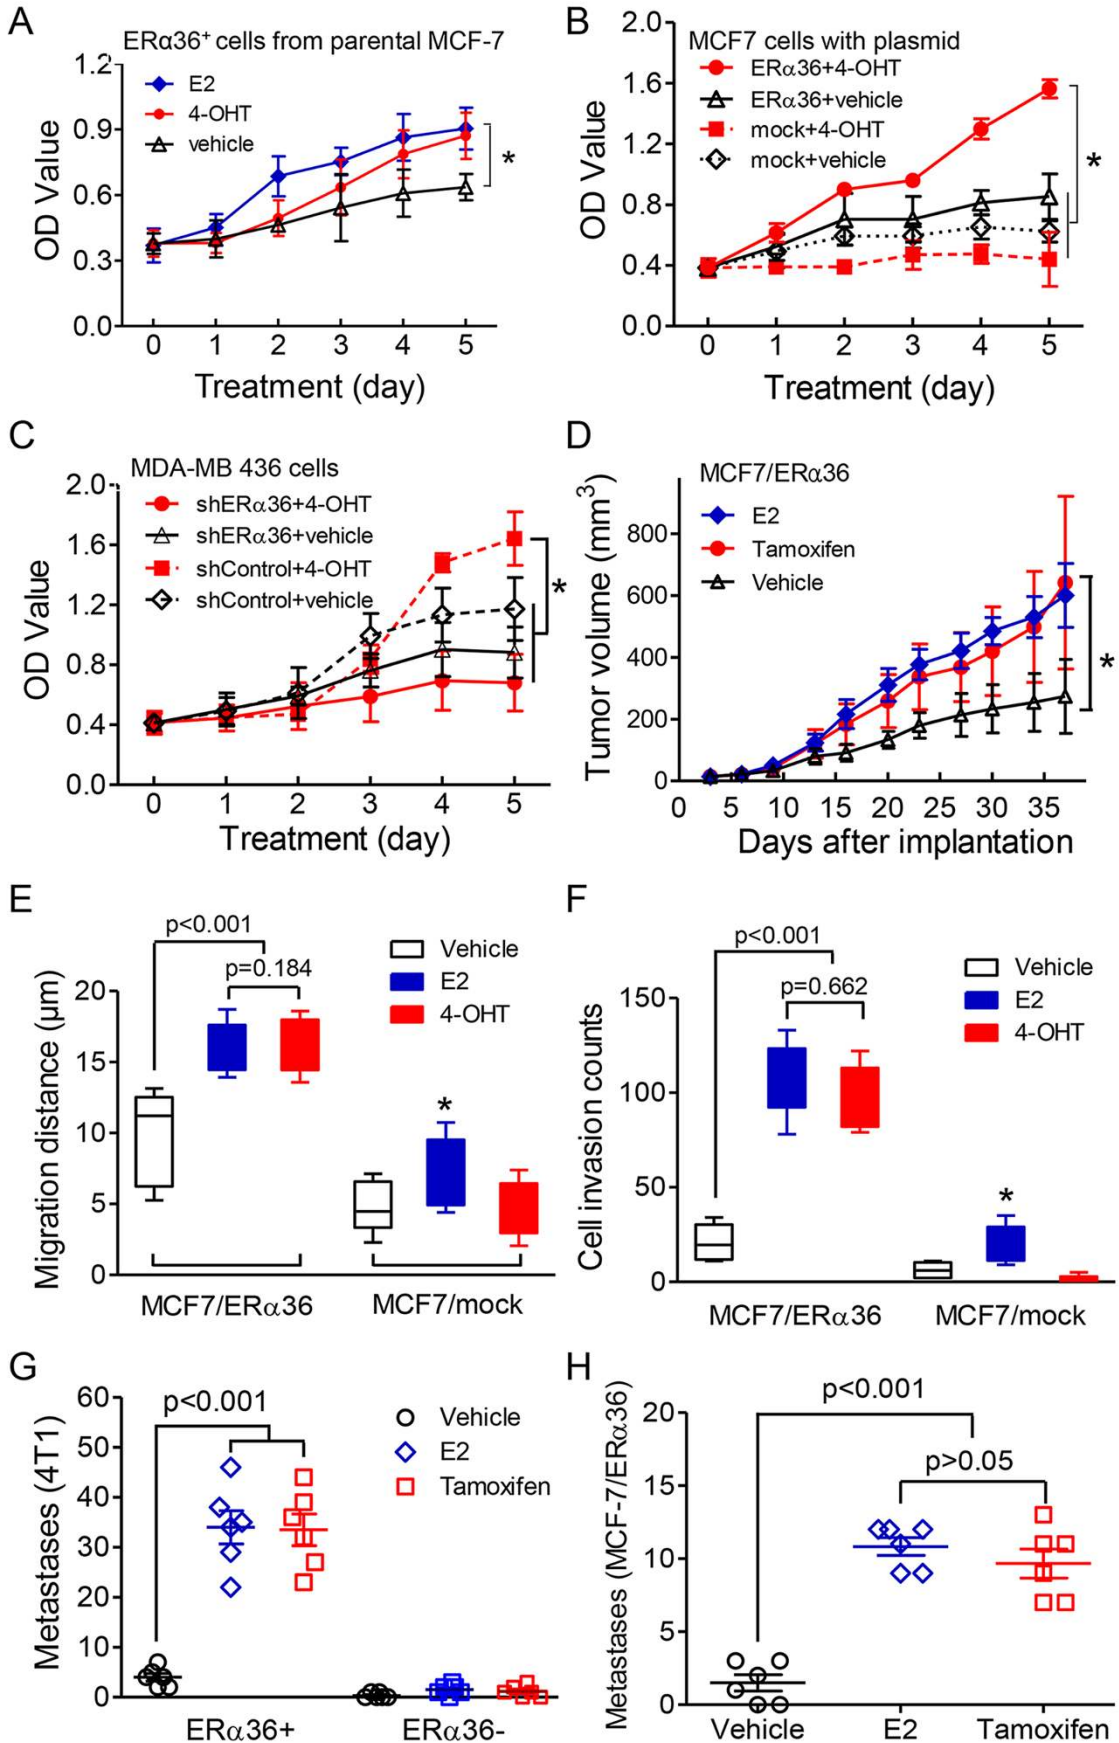 A
ERα36+ cells from parental MCF-7
1.2
0.9
0.6
0.3
0.0
OD Value
E2
4-OHT
vehicle
*
0 1 2 3 4 5
Treatment (day)
B
MCF7 cells with plasmid
2.0
1.6
1.2
0.8
0.4
0.0
OD Value
ERα36+4-OHT
ERα36+vehicle
mock+4-OHT
mock+vehicle
*
0 1 2 3 4 5
Treatment (day)
C
MDA-MB 436 cells
2.0
1.6
1.2
0.8
0.4
0.0
OD Value
shERα36+4-OHT
shERα36+vehicle
shControl+4-OHT
shControl+vehicle
*
0 1 2 3 4 5
Treatment (day)
D
MCF7/ERα36
800
600
400
200
0
Tumor volume (mm3)
E2
Tamoxifen
Vehicle
*
0 5 10 15 20 25 30 35
Days after implantation
E
p<0.001
p=0.184
Vehicle
E2
4-OHT
20
15
10
5
0
Migration distance (µm)
*
MCF7/ERα36 MCF7/mock
F
p<0.001
p=0.662
Vehicle
E2
4-OHT
150
100
50
0
Cell invasion counts
*
MCF7/ERα36 MCF7/mock
G
p<0.001
Vehicle
E2
Tamoxifen
60
50
40
30
20
10
0
Metastases (4T1)
ERα36+ ERα36-
H
p<0.001
p>0.05
20
15
10
5
0
Metastases (MCF-7/ERα36)
Vehicle E2 Tamoxifen